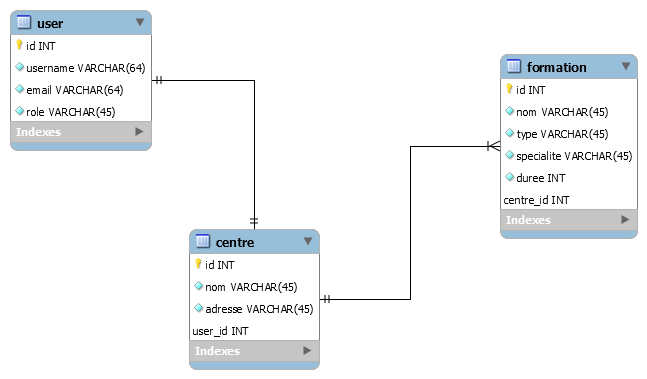 user
id INT
username VARCHAR(64)
email VARCHAR(64)
role VARCHAR(45)
Indexes
formation
id INT
nom VARCHAR(45)
type VARCHAR(45)
specialite VARCHAR(45)
duree INT
centre_id INT
Indexes
centre
id INT
nom VARCHAR(45)
adresse VARCHAR(45)
user_id INT
Indexes